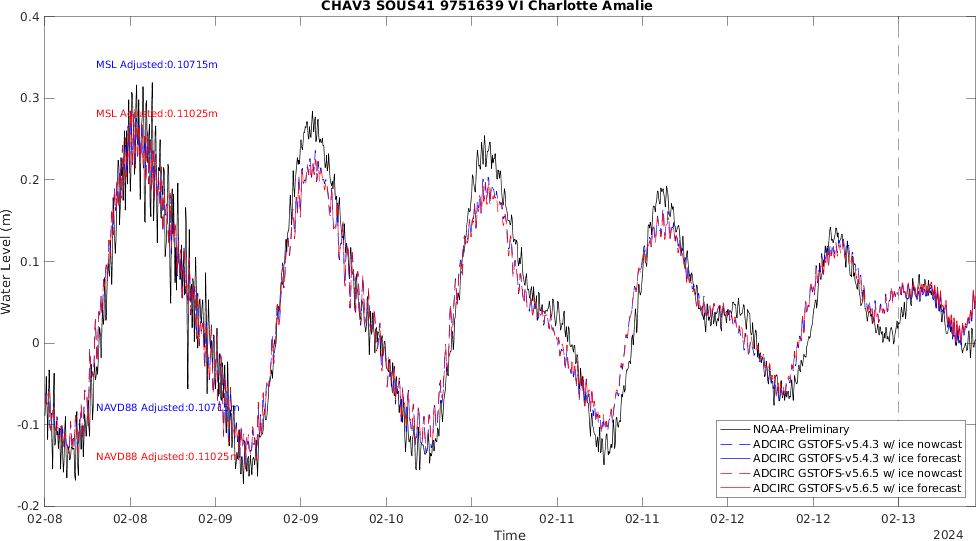 CHAV3 SOUS41 9751639 VI Charlotte Amalie
0.4
0.3
0.2
0.1
0
-0.1
-0.2
Water Level (m)
MSL Adjusted:0.10715m
MSL Adjusted:0.11025m
NAVD88 Adjusted:0.10715m
NAVD88 Adjusted:0.11025m
NOAA-Preliminary
ADCIRC GSTOFS-v5.4.3 w/ ice nowcast
ADCIRC GSTOFS-v5.4.3 w/ ice forecast
ADCIRC GSTOFS-v5.6.5 w/ ice nowcast
ADCIRC GSTOFS-v5.6.5 w/ ice forecast
02-08 02-08 02-09 02-09 02-10 02-10 02-11 02-11 02-12 02-12 02-13
Time
2024